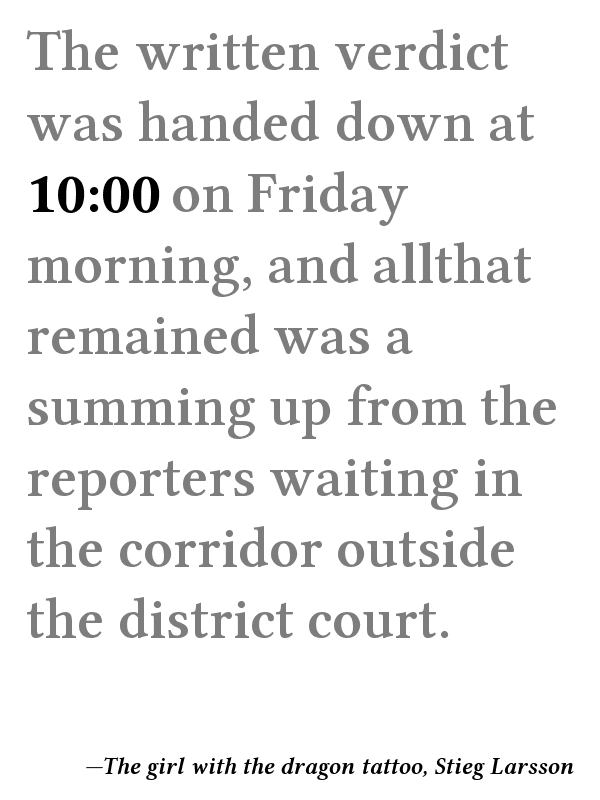 The written verdict
was handed down at
10:00 on Friday
morning, and allthat
remained was a
summing up from the
reporters waiting in
the corridor outside
the district court.
—The girl with the dragon tattoo, Stieg Larsson